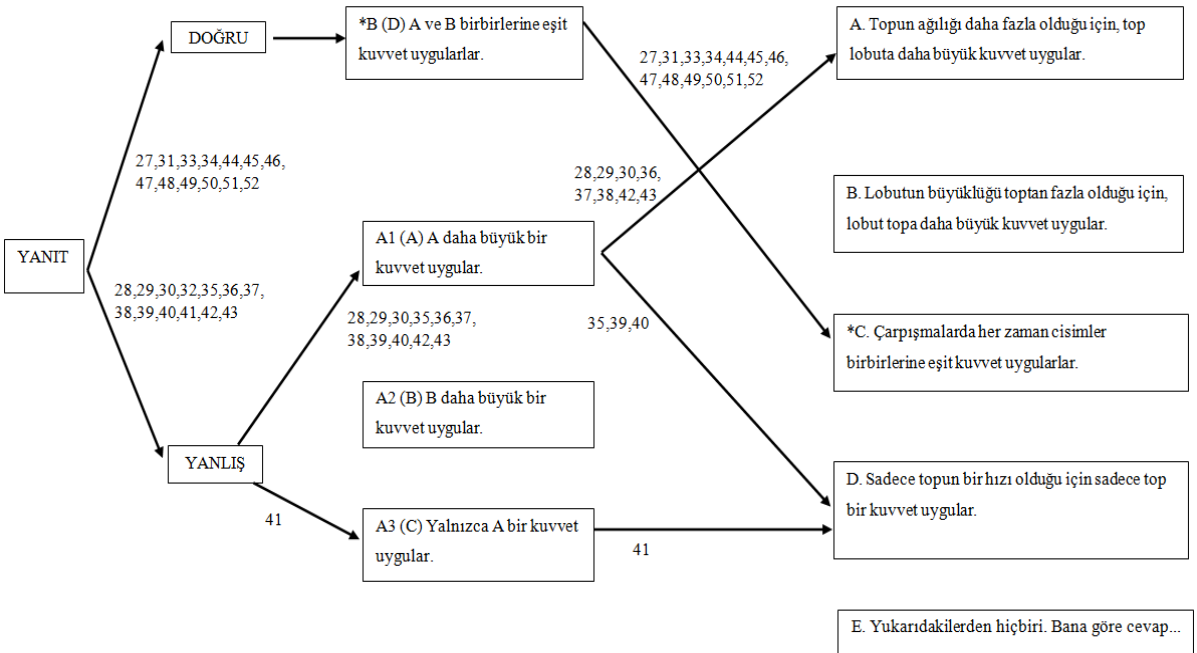 YANIT
DOĞRU
27,31,33,34,44,45,46,
47,48,49,50,51,52
28,29,30,32,35,36,37,
38,39,40,41,42,43
YANLIŞ
*B (D) A ve B birbirlerine eşit
kuvvet uygularlar.
A1 (A) A daha büyük bir
kuvvet uygular.
28,29,30,35,36,37,
38,39,40,42,43
A2 (B) B daha büyük bir
kuvvet uygular.
41
A3 (C) Yalnızca A bir kuvvet
uygular.
27,31,33,34,44,45,46,
47,48,49,50,51,52
28,29,30,36,
37,38,42,43
35,39,40
41
A. Topun ağılığı daha fazla olduğu için, top
lobuta daha büyük kuvvet uygular.
B. Lobutun büyüklüğü toptan fazla olduğu için,
lobut topa daha büyük kuvvet uygular.
*C. Çarpışmalarda her zaman cisimler
birbirlerine eşit kuvvet uygularlar.
D. Sadece topun bir hızı olduğu için sadece top
bir kuvvet uygular.
E. Yukarıdakilerden hiçbiri. Bana göre cevap...